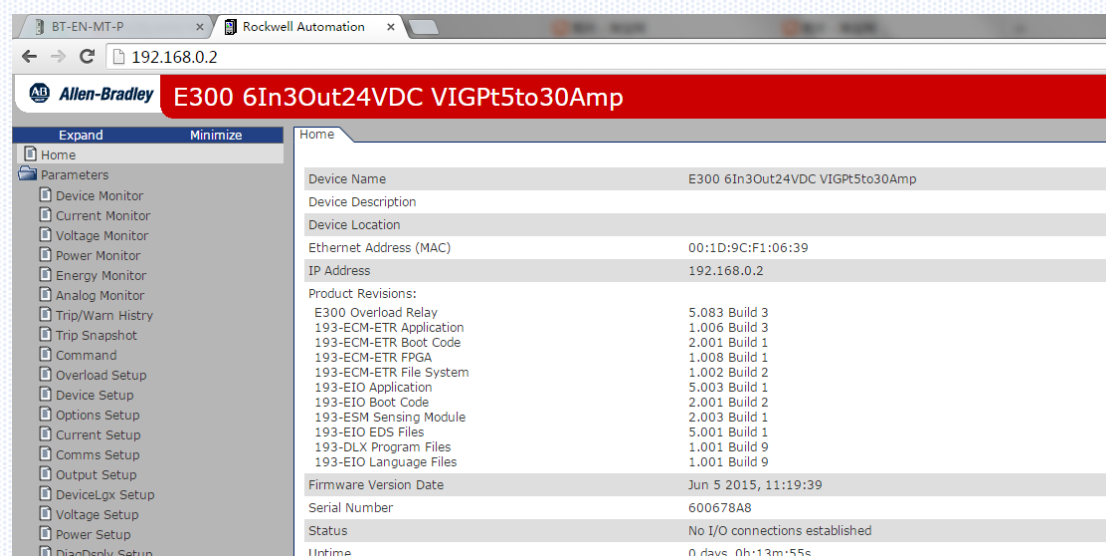 BT-EN-MT-P
Rockwell Automation
192.168.0.2
AB Allen-Bradley E300 6In3Out24VDC VIGPt5to30Amp
Expand Minimize
Home
Home
Parameters
Device Monitor
Current Monitor
Voltage Monitor
Power Monitor
Energy Monitor
Analog Monitor
Trip/Warn Histry
Trip Snapshot
Command
Overload Setup
Device Setup
Options Setup
Current Setup
Comms Setup
Output Setup
DeviceLgx Setup
Voltage Setup
Power Setup
DiagDsply Setup
Device Name E300 6In3Out24VDC VIGPt5to30Amp
Device Description
Device Location
Ethernet Address (MAC) 00:1D:9C:F1:06:39
IP Address 192.168.0.2
Product Revisions:
E300 Overload Relay 5.083 Build 3
193-ECM-ETR Application 1.006 Build 3
193-ECM-ETR Boot Code 2.001 Build 1
193-ECM-ETR FPGA 1.008 Build 1
193-ECM-ETR File System 1.002 Build 2
193-EIO Application 5.003 Build 1
193-EIO Boot Code 2.001 Build 2
193-ESM Sensing Module 2.003 Build 1
193-EIO EDS Files 5.001 Build 1
193-DLX Program Files 1.001 Build 9
193-EIO Language Files 1.001 Build 9
Firmware Version Date Jun 5 2015, 11:19:39
Serial Number 600678A8
Status No I/O connections established
Uptime 0 days, 0h:13m:55s